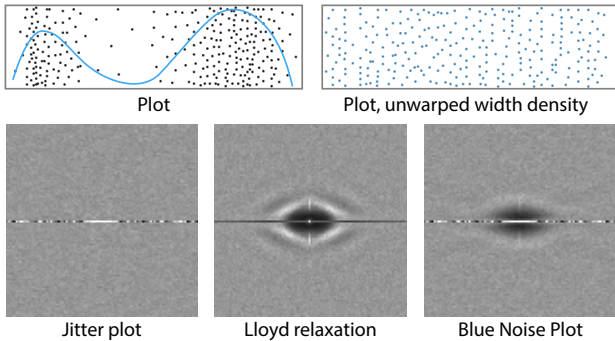 Plot
Plot, unwarped width density
Jitter plot
Lloyd relaxation
Blue Noise Plot